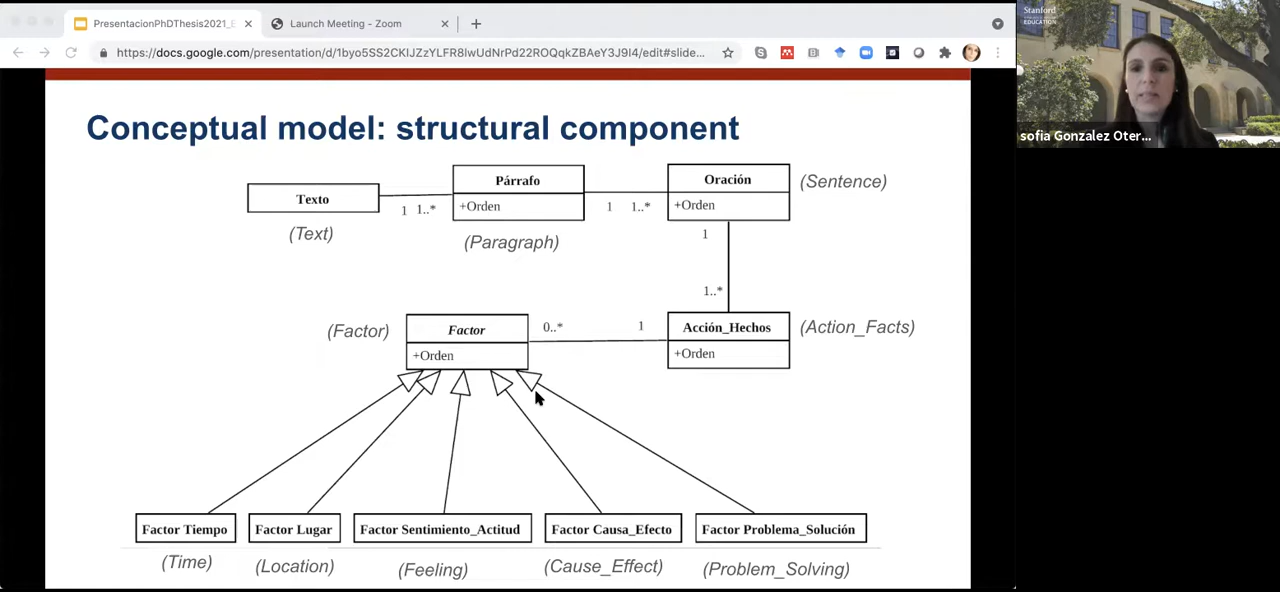 PresentacionPhDThesis2021_E
Launch Meeting - Zoom
https://docs.google.com/presentation/d/1byo5SS2CKIJZzYLFR8lwUdNrPd22ROQqkZBAeY3J9I4/edit#slide...
Stanford
EDUCATION
sofia Gonzalez Oter...
Conceptual model: structural component
Texto
(Text)
1 1..*
Párrafo
+Orden
(Paragraph)
1 1..*
Oración
+Orden
(Sentence)
1
1..*
Factor
+Orden
(Factor)
0..* 1
Acción_Hechos
+Orden
(Action_Facts)
Factor Tiempo
Factor Lugar
Factor Sentimiento_Actitud
Factor Causa_Efecto
Factor Problema_Solución
(Time)
(Location)
(Feeling)
(Cause_Effect)
(Problem_Solving)